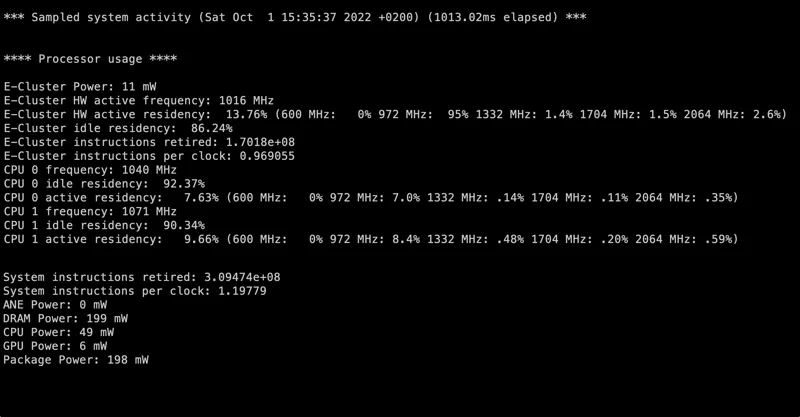 *** Sampled system activity (Sat Oct  1 15:35:37 2022 +0200) (1013.02ms elapsed) ***
**** Processor usage ****
E-Cluster Power: 11 mW
E-Cluster HW active frequency: 1016 MHz
E-Cluster HW active residency:  13.76% (600 MHz:   0% 972 MHz:  95% 1332 MHz: 1.4% 1704 MHz: 1.5% 2064 MHz: 2.6%)
E-Cluster idle residency:  86.24%
E-Cluster instructions retired: 1.7018e+08
E-Cluster instructions per clock: 0.969055
CPU 0 frequency: 1040 MHz
CPU 0 idle residency:  92.37%
CPU 0 active residency:   7.63% (600 MHz:   0% 972 MHz: 7.0% 1332 MHz: .14% 1704 MHz: .11% 2064 MHz: .35%)
CPU 1 frequency: 1071 MHz
CPU 1 idle residency:  90.34%
CPU 1 active residency:   9.66% (600 MHz:   0% 972 MHz: 8.4% 1332 MHz: .48% 1704 MHz: .20% 2064 MHz: .59%)
System instructions retired: 3.09474e+08
System instructions per clock: 1.19779
ANE Power: 0 mW
DRAM Power: 199 mW
CPU Power: 49 mW
GPU Power: 6 mW
Package Power: 198 mW